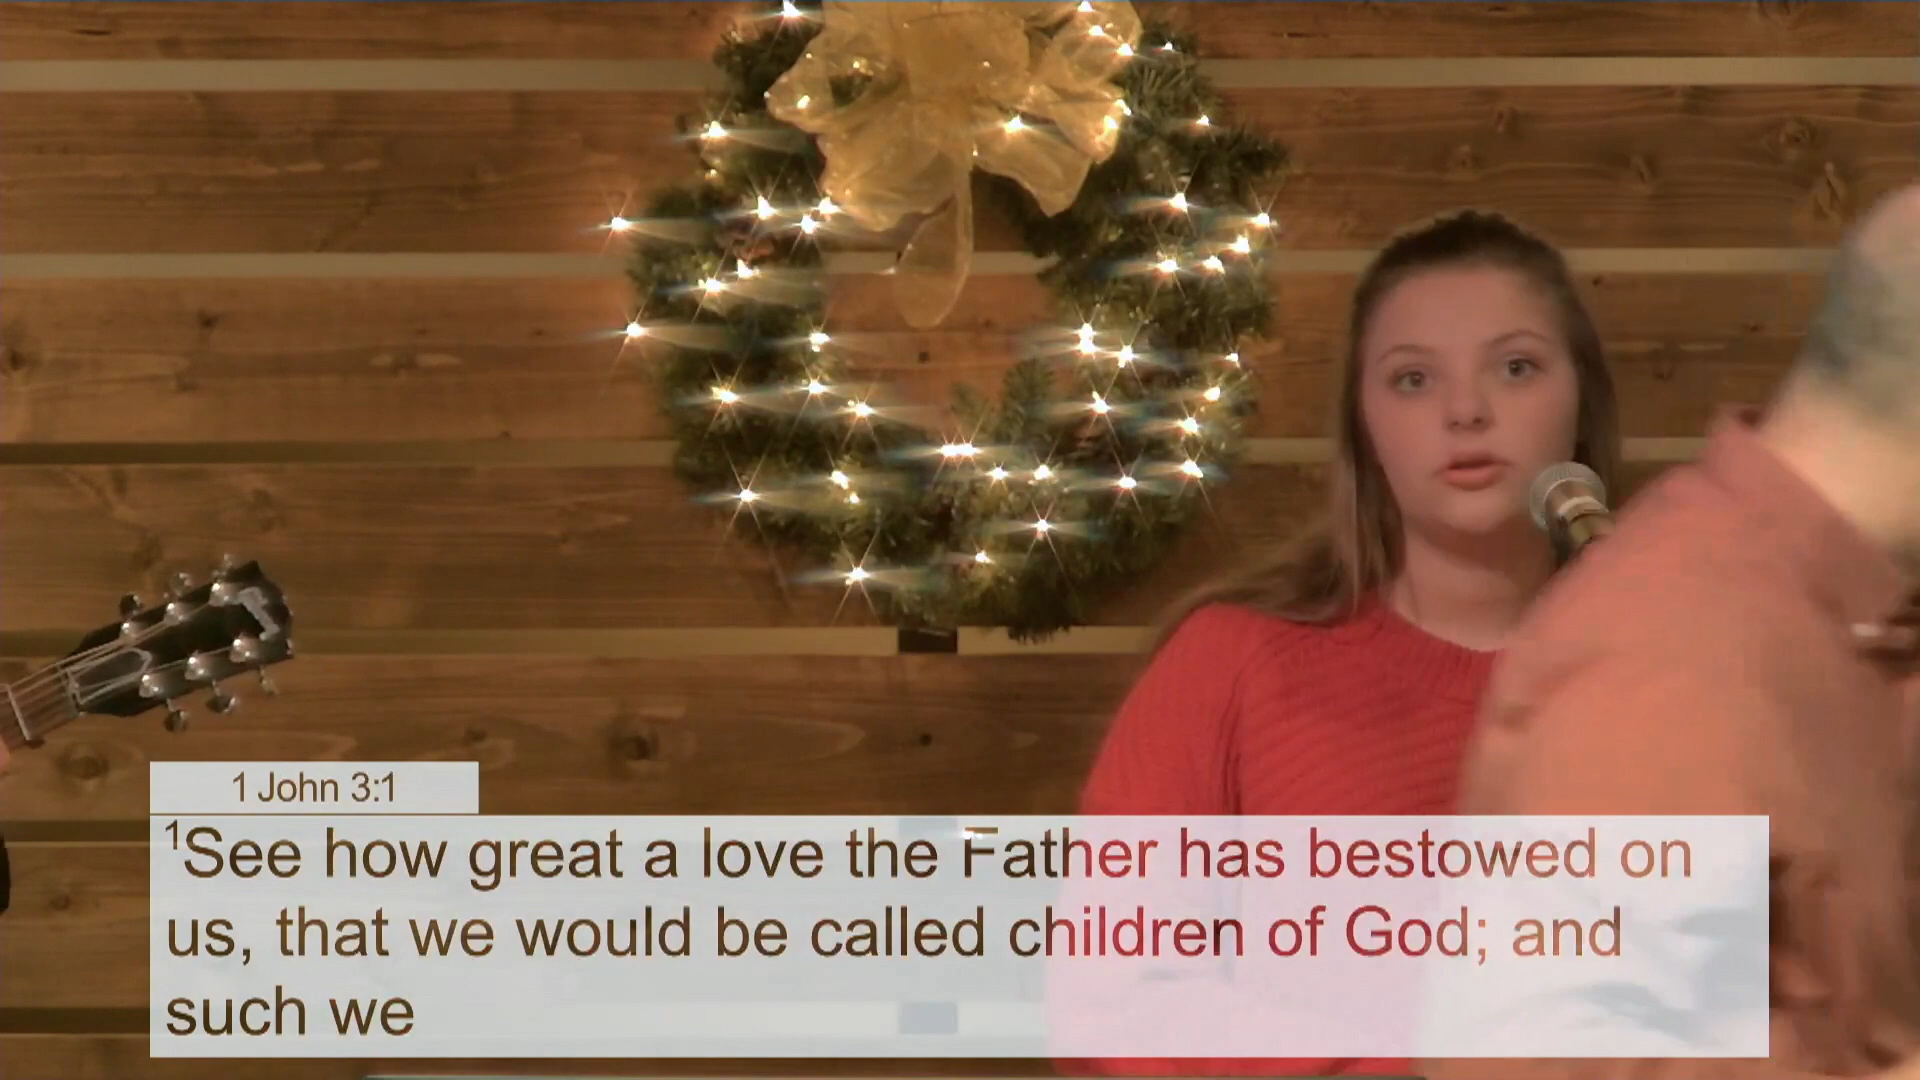 1 John 3:1
¹See how great a love the Father has bestowed on
us, that we would be called children of God; and
such we